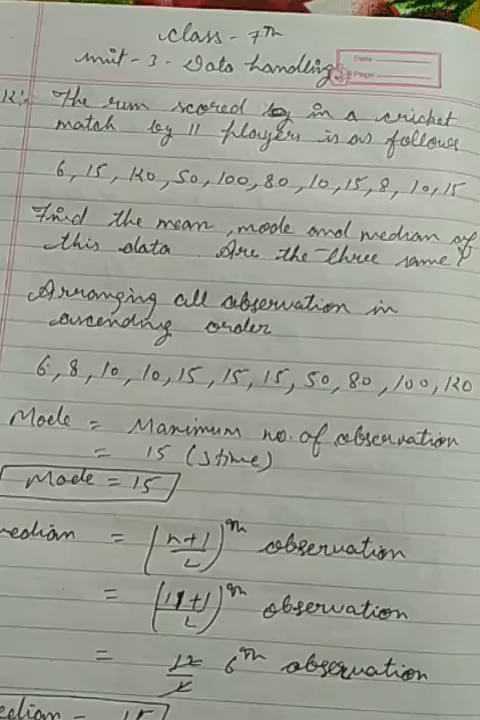 Class - 7th
Unit - 3 - Data handling
Date
Page
The run scored in a cricket
match by 11 players is as follows
6, 15, 120, 50, 100, 80, 10, 15, 8, 10, 15
Find the mean, mode and median of
this data. Are the three same?
Arranging all observation in
ascending order
6, 8, 10, 10, 15, 15, 15, 50, 80, 100, 120
Mode = Maximum no. of observation
= 15 (3 time)
Mode = 15
median = (n+1/2)th observation
= (11+1/2)th observation
= 12/2 6th observation
edian = 15